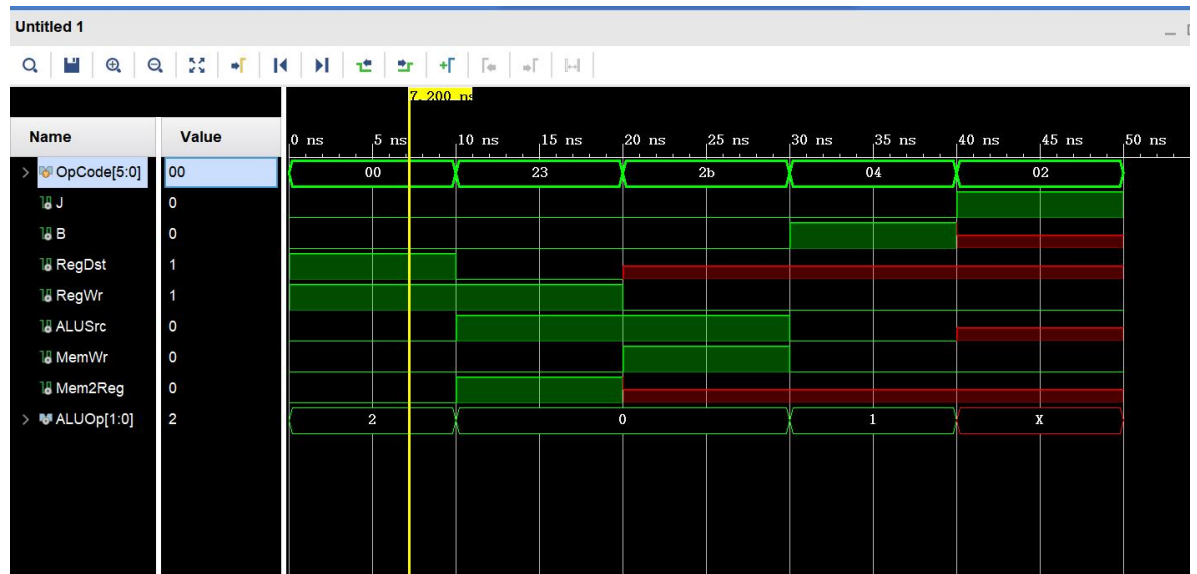 Untitled 1
7.200 ns
Name Value 0 ns 5 ns 10 ns 15 ns 20 ns 25 ns 30 ns 35 ns 40 ns 45 ns 50 ns
OpCode[5:0] 00 00 23 2b 04 02
J 0
B 0
RegDst 1
RegWr 1
ALUSrc 0
MemWr 0
Mem2Reg 0
ALUOp[1:0] 2 2 0 1 X